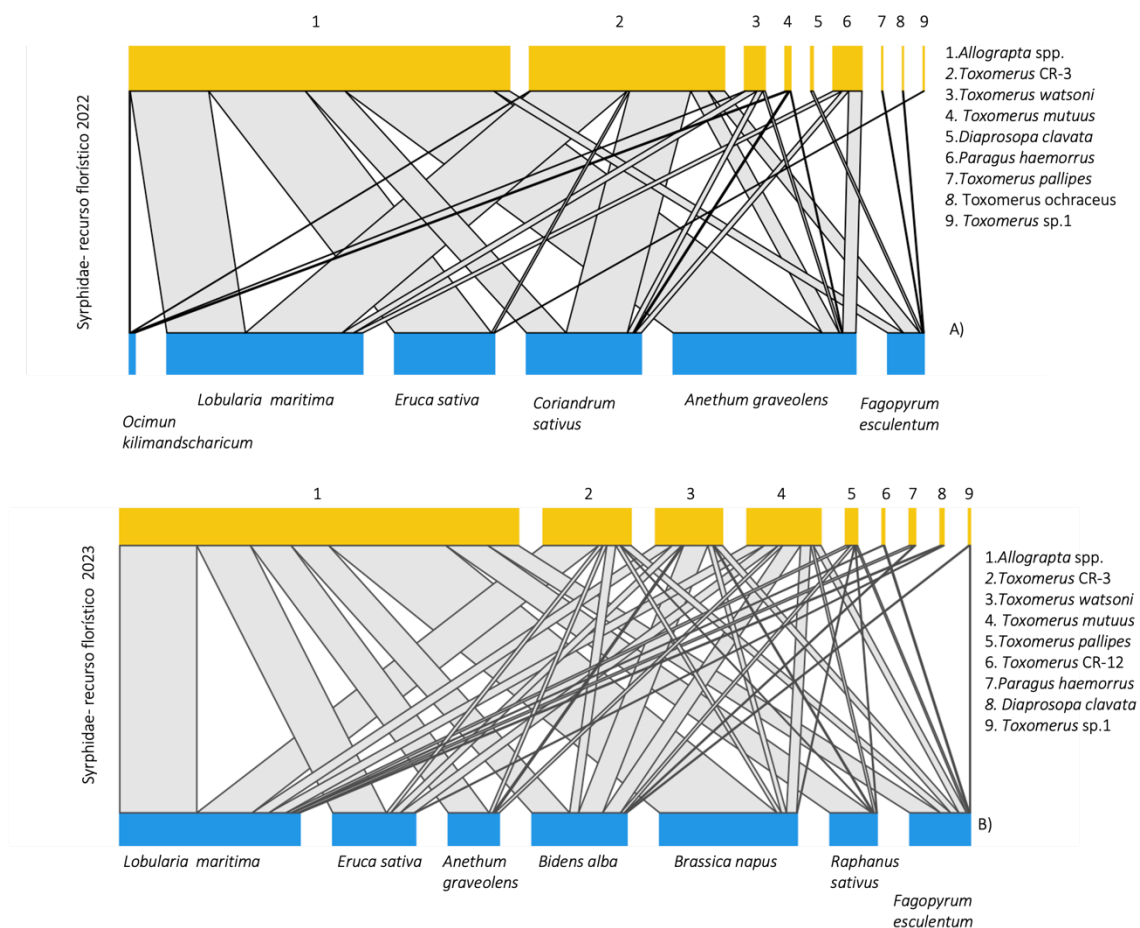 1 2 3 4 5 6 7 8 9
1.Allograpta spp.
2.Toxomerus CR-3
3.Toxomerus watsoni
4. Toxomerus mutuus
5.Diaprosopa clavata
6.Paragus haemorrus
7.Toxomerus pallipes
8. Toxomerus ochraceus
9. Toxomerus sp.1
Syrphidae- recurso florístico 2022
A)
Ocimun
kilimandscharicum
Lobularia maritima
Eruca sativa
Coriandrum
sativus
Anethum graveolens
Fagopyrum
esculentum
1 2 3 4 5 6 7 8 9
1.Allograpta spp.
2.Toxomerus CR-3
3.Toxomerus watsoni
4. Toxomerus mutuus
5.Toxomerus pallipes
6. Toxomerus CR-12
7.Paragus haemorrus
8. Diaprosopa clavata
9. Toxomerus sp.1
Syrphidae- recurso florístico 2023
B)
Lobularia maritima
Eruca sativa
Anethum
graveolens
Bidens alba
Brassica napus
Raphanus
sativus
Fagopyrum
esculentum